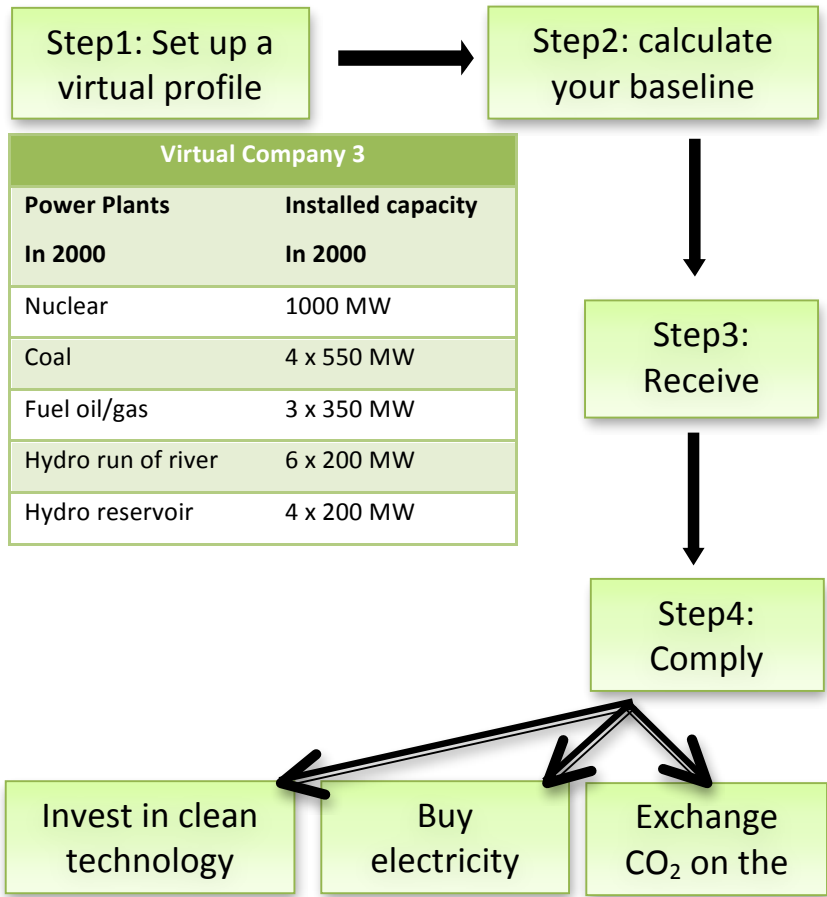 Step1: Set up a
virtual profile
Step2: calculate
your baseline
Virtual Company 3
Power Plants Installed capacity
In 2000 In 2000
Nuclear 1000 MW
Coal 4 x 550 MW
Fuel oil/gas 3 x 350 MW
Hydro run of river 6 x 200 MW
Hydro reservoir 4 x 200 MW
Step3:
Receive
Step4:
Comply
Invest in clean
technology
Buy
electricity
Exchange
CO₂ on the